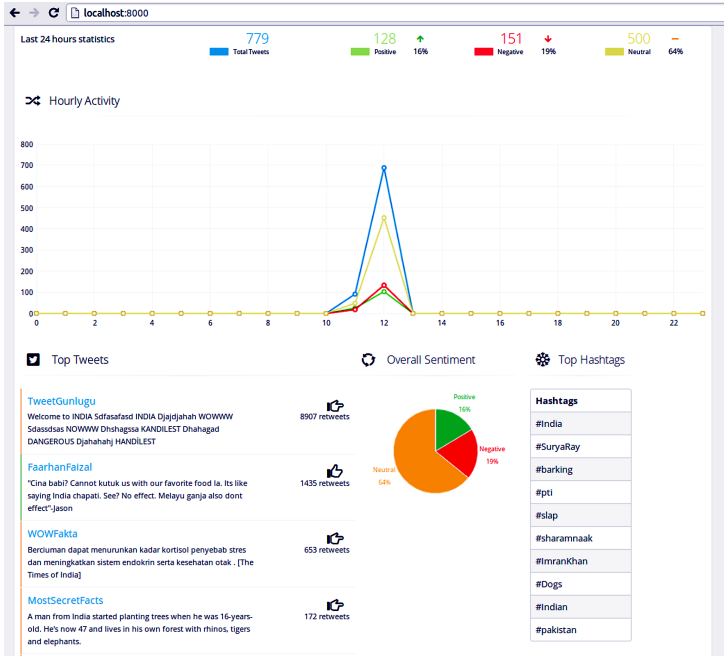 localhost:8000
Last 24 hours statistics
779
Total Tweets
128
Positive 16%
151
Negative 19%
500
Neutral 64%
Hourly Activity
800
700
600
500
400
300
200
100
0
0 2 4 6 8 10 12 14 16 18 20 22
Top Tweets
TweetGunlugu
Welcome to INDIA Sdfasafasd INDIA Djajdjahah WOWWW
Sdassdsas NOWWW Dhshagssa KANDILEST Dhahagad
DANGEROUS Djahahahj HANDİLEST
8907 retweets
FaarhanFaizal
"Cina babi? Cannot kutuk us with our favorite food la. Its like
saying India chapati. See? No effect. Melayu ganja also dont
effect"-Jason
1435 retweets
WOWFakta
Berciuman dapat menurunkan kadar kortisol penyebab stres
dan meningkatkan sistem endokrin serta kesehatan otak . [The
Times of India]
653 retweets
MostSecretFacts
A man from India started planting trees when he was 16-years-
old. He's now 47 and lives in his own forest with rhinos, tigers
and elephants.
172 retweets
Overall Sentiment
Positive
16%
Negative
19%
Neutral
64%
Top Hashtags
Hashtags
#India
#SuryaRay
#barking
#pti
#slap
#sharamnaak
#ImranKhan
#Dogs
#Indian
#pakistan